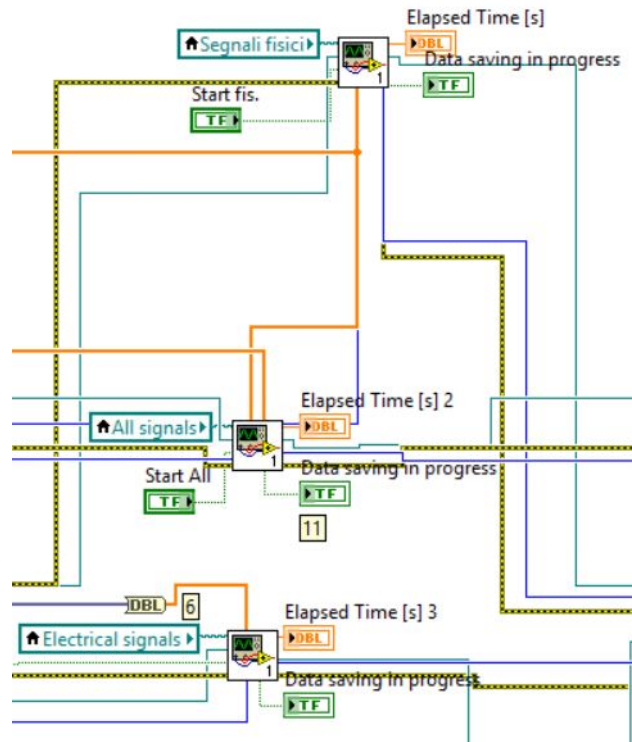 Elapsed Time [s]
Segnali fisici
DBL
Data saving in progress
1
Start fis.
TF
TF
Elapsed Time [s] 2
All signals
DBL
1
Start All
Data saving in progress
TF
TF
11
DBL
6
Elapsed Time [s] 3
Electrical signals
DBL
1
Data saving in progress
TF